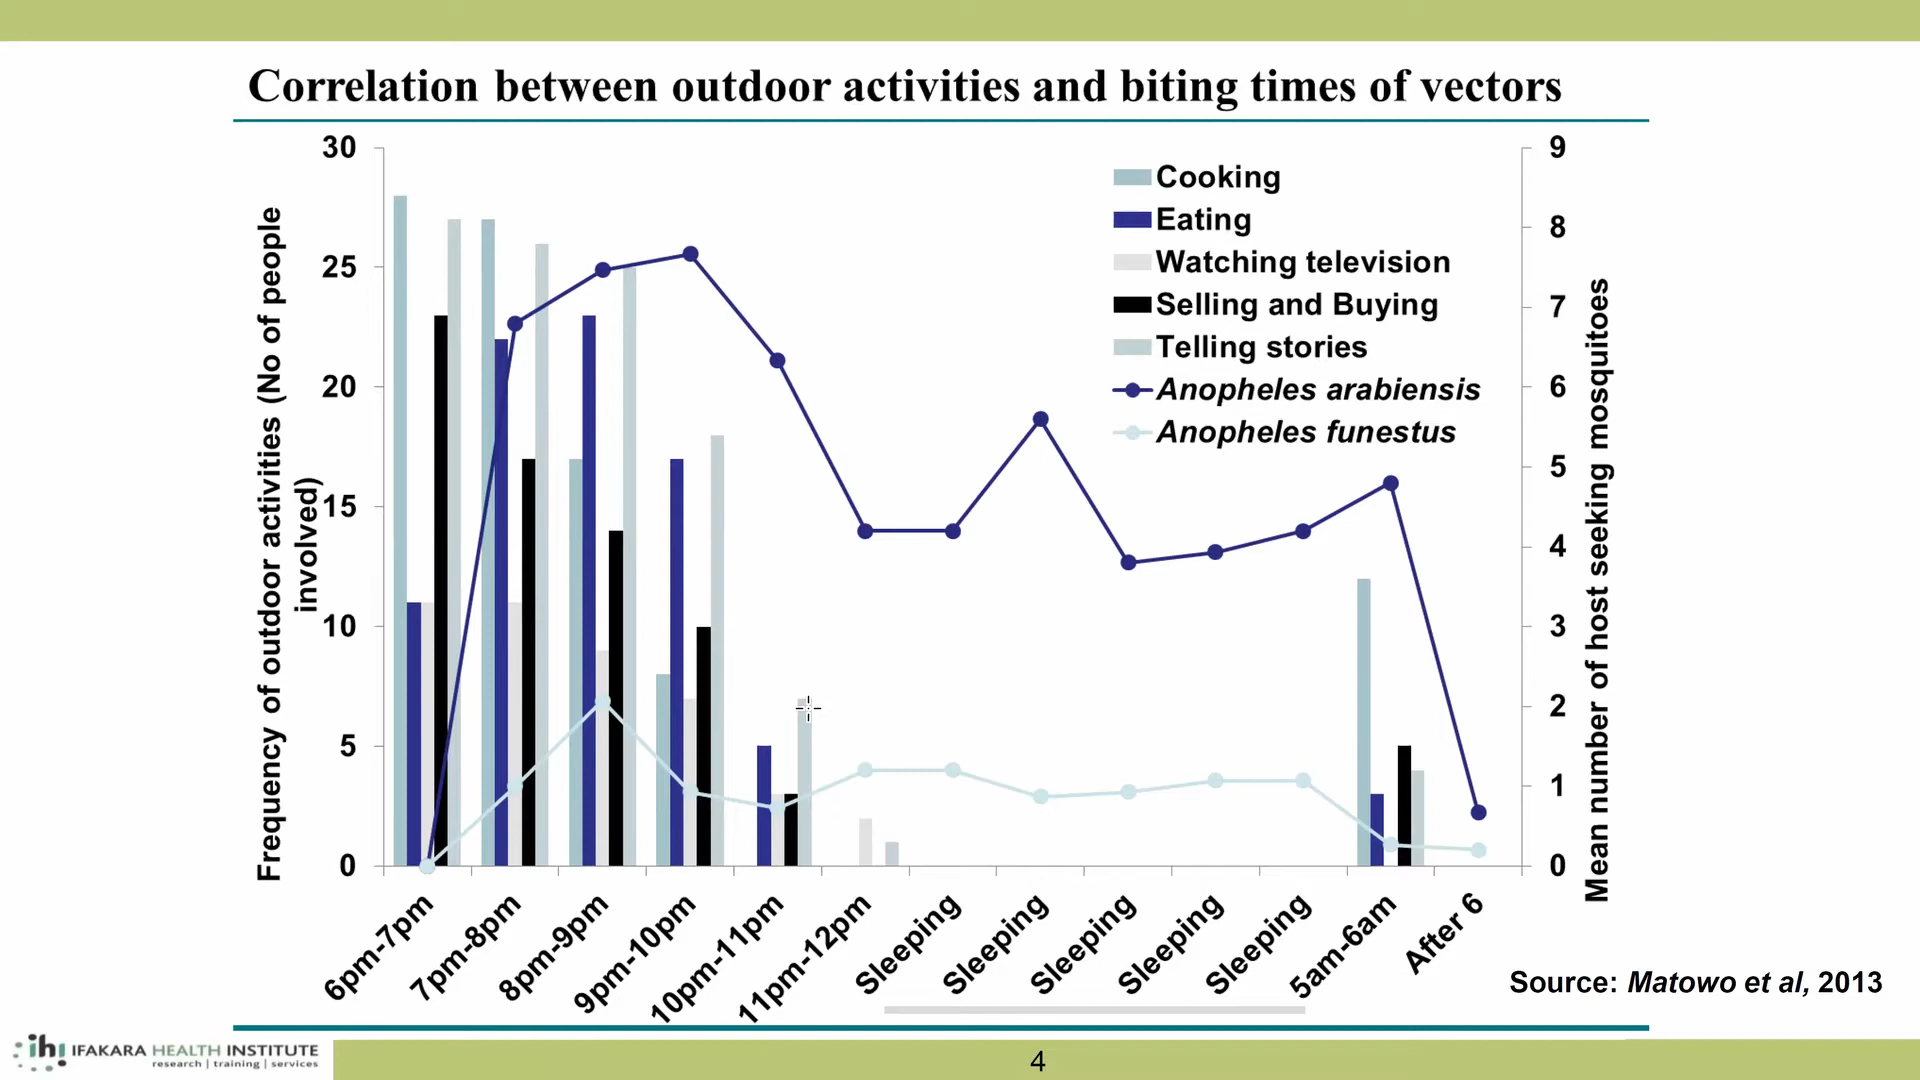 Correlation between outdoor activities and biting times of vectors
Frequency of outdoor activities (No of people
involved)
30
25
20
15
10
5
0
Cooking
Eating
Watching television
Selling and Buying
Telling stories
Anopheles arabiensis
Anopheles funestus
9
8
7
6
5
4
3
2
1
0
Mean number of host seeking mosquitoes
6pm-7pm
7pm-8pm
8pm-9pm
9pm-10pm
10pm-11pm
11pm-12pm
Sleeping
Sleeping
Sleeping
Sleeping
Sleeping
5am-6am
After 6
Source: Matowo et al, 2013
ihi IFAKARA HEALTH INSTITUTE
research | training | services
4